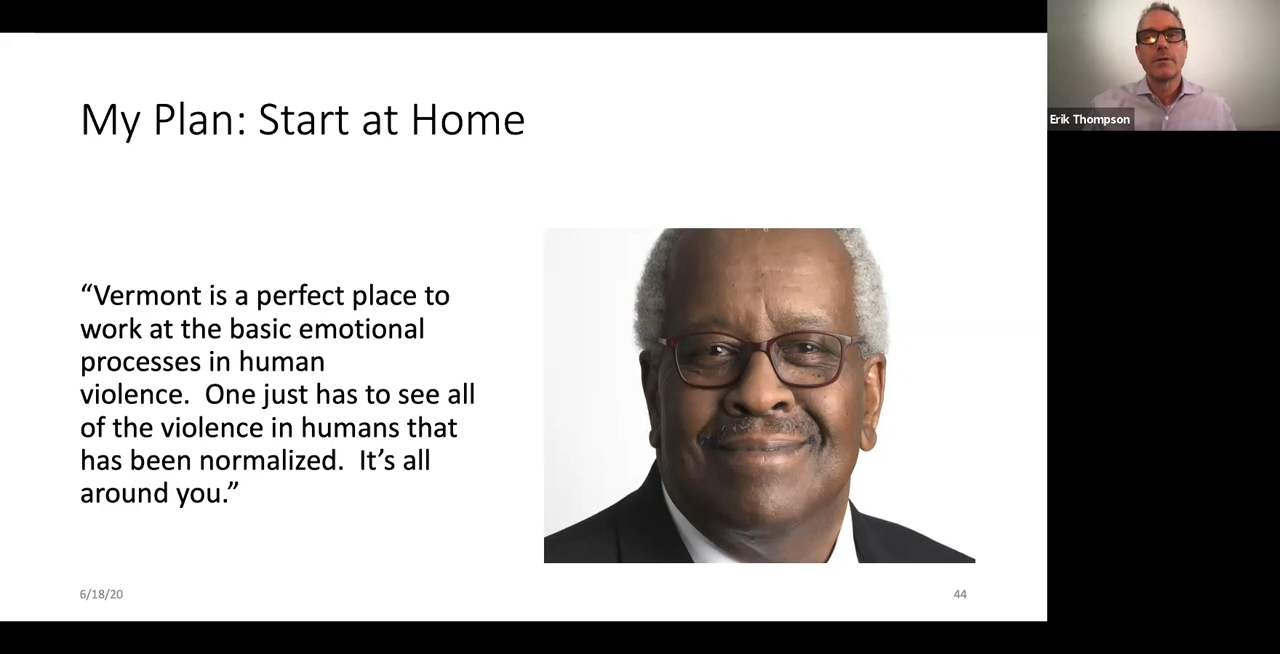 My Plan: Start at Home
“Vermont is a perfect place to
work at the basic emotional
processes in human
violence.  One just has to see all
of the violence in humans that
has been normalized.  It’s all
around you.”
6/18/20
44
Erik Thompson